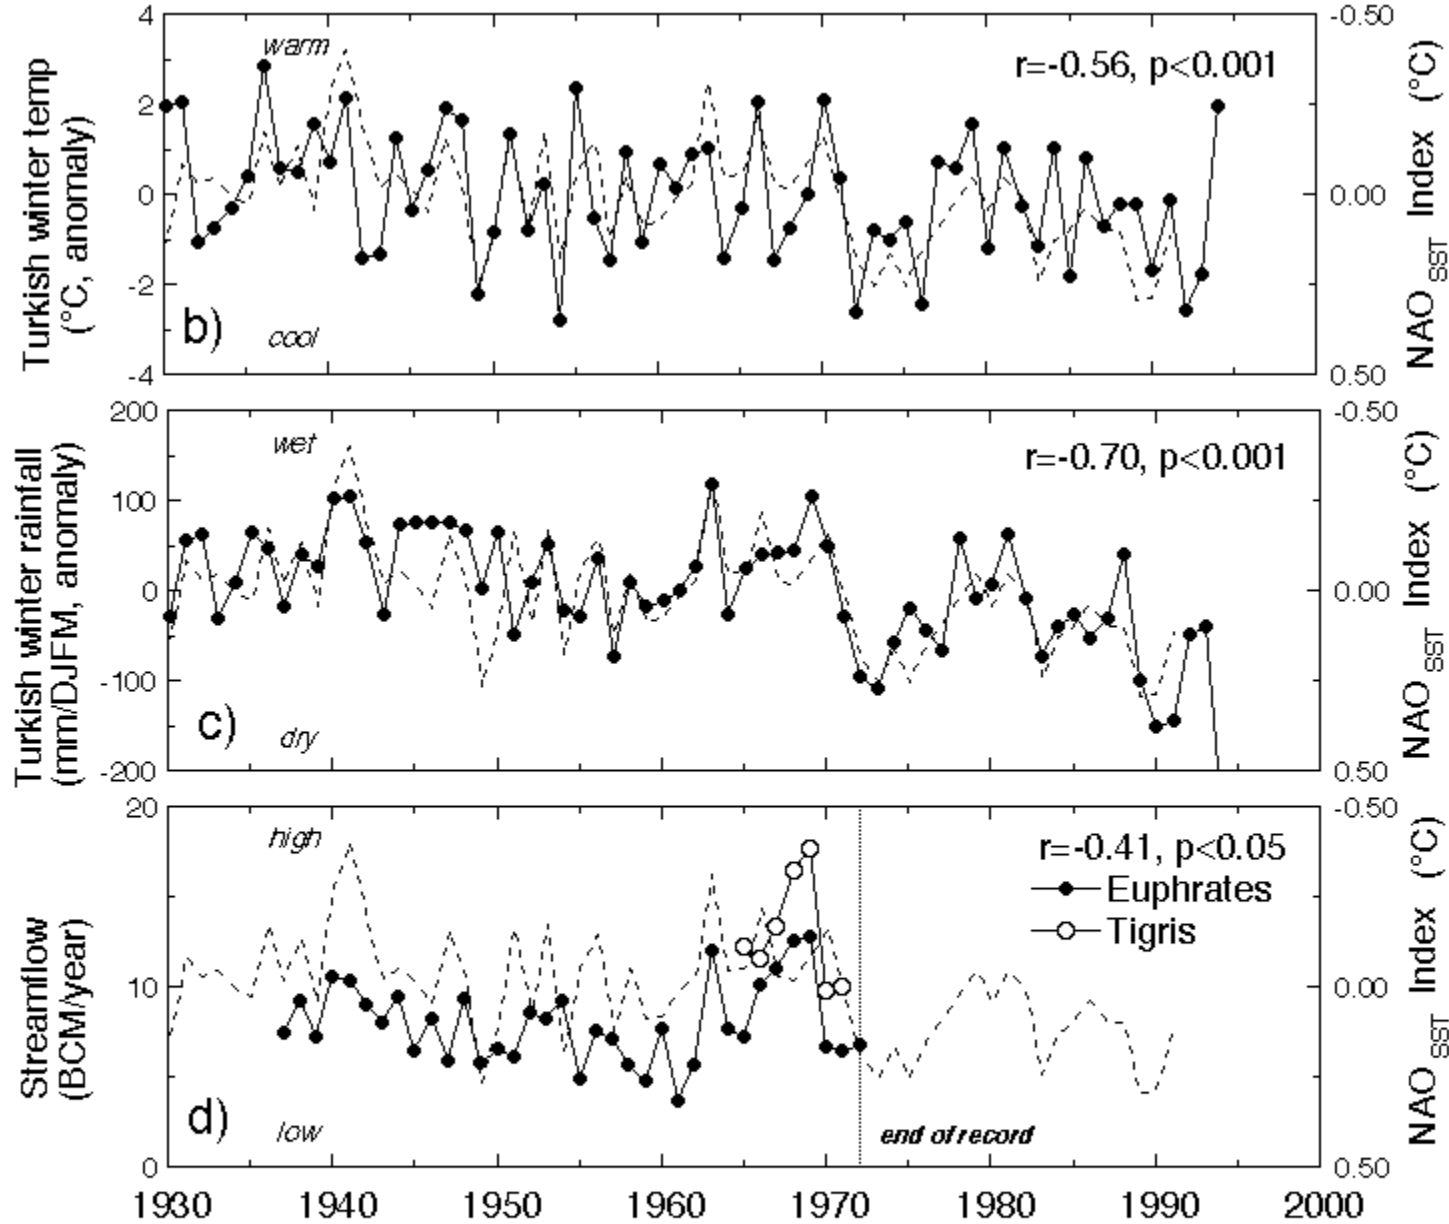 4
2
0
-2
-4
Turkish winter temp
(°C, anomaly)
warm
cool
b)
r=-0.56, p<0.001
-0.50
0.00
0.50
NAO SST Index (°C)
200
100
0
-100
-200
Turkish winter rainfall
(mm/DJFM, anomaly)
wet
dry
c)
r=-0.70, p<0.001
-0.50
0.00
0.50
NAO SST Index (°C)
20
15
10
5
0
Streamflow
(BCM/year)
high
low
d)
r=-0.41, p<0.05
Euphrates
Tigris
end of record
-0.50
0.00
0.50
NAO SST Index (°C)
1930 1940 1950 1960 1970 1980 1990 2000